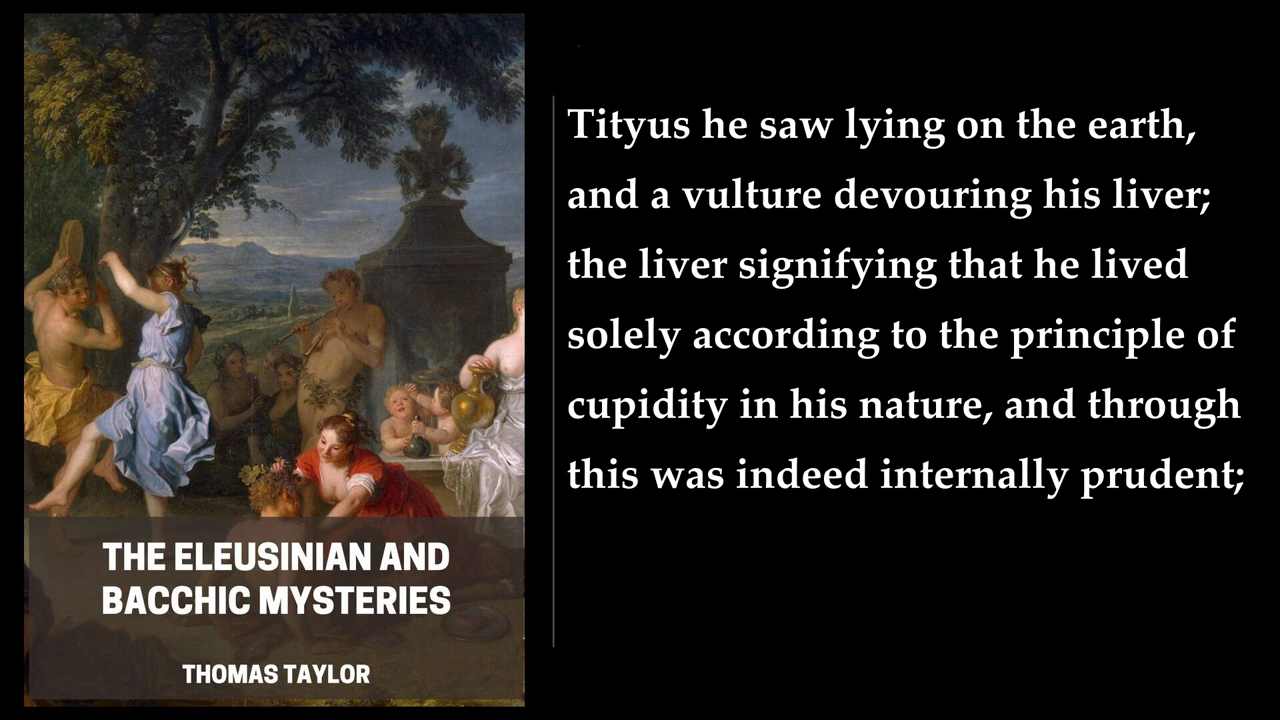 THE ELEUSINIAN AND
BACCHIC MYSTERIES
THOMAS TAYLOR
Tityus he saw lying on the earth,
and a vulture devouring his liver;
the liver signifying that he lived
solely according to the principle of
cupidity in his nature, and through
this was indeed internally prudent;